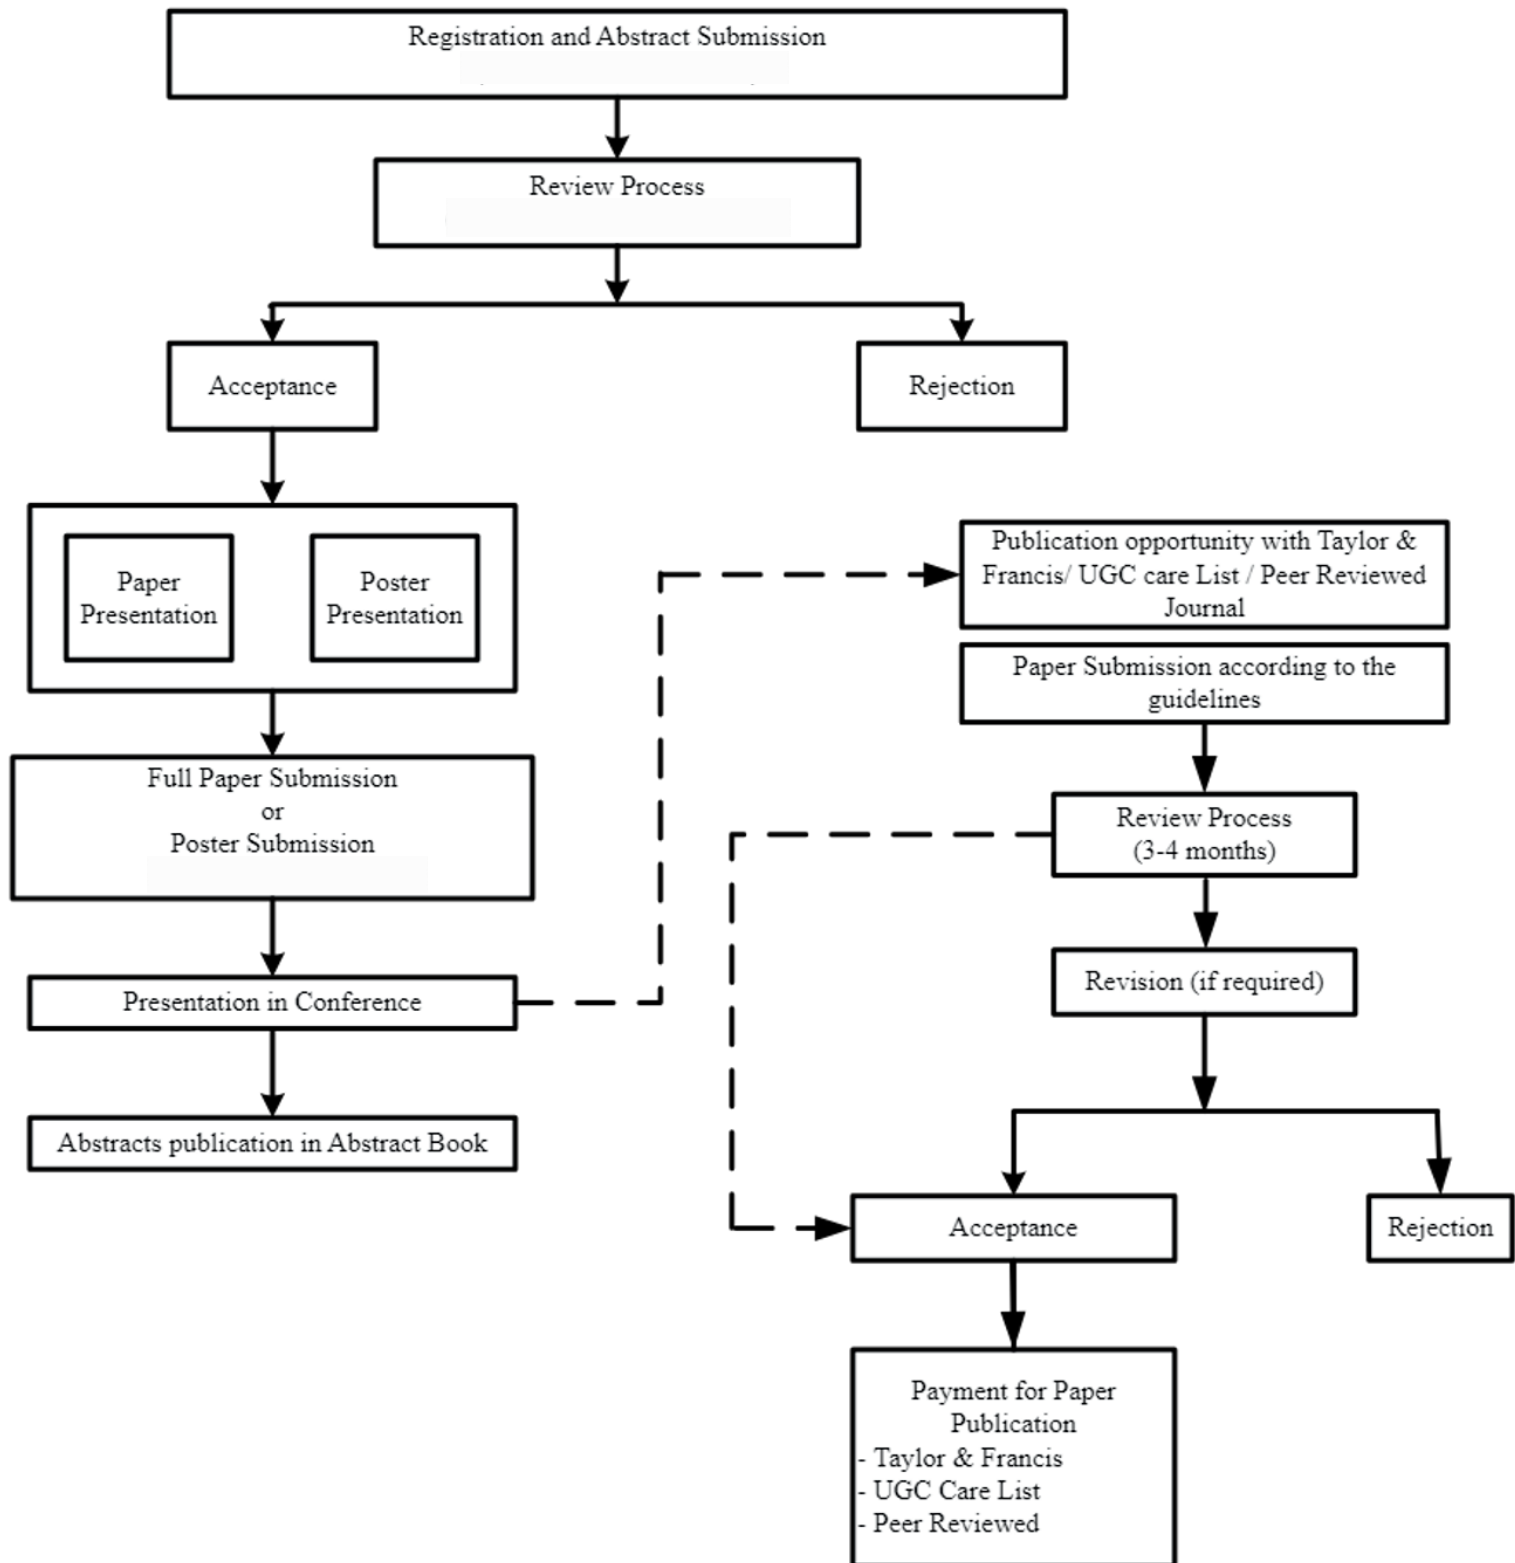 Registration and Abstract Submission
Review Process
Acceptance
Rejection
Paper
Presentation
Poster
Presentation
Full Paper Submission
or
Poster Submission
Presentation in Conference
Abstracts publication in Abstract Book
Publication opportunity with Taylor &
Francis/ UGC care List / Peer Reviewed
Journal
Paper Submission according to the
guidelines
Review Process
(3-4 months)
Revision (if required)
Acceptance
Rejection
Payment for Paper
Publication
- Taylor & Francis
- UGC Care List
- Peer Reviewed